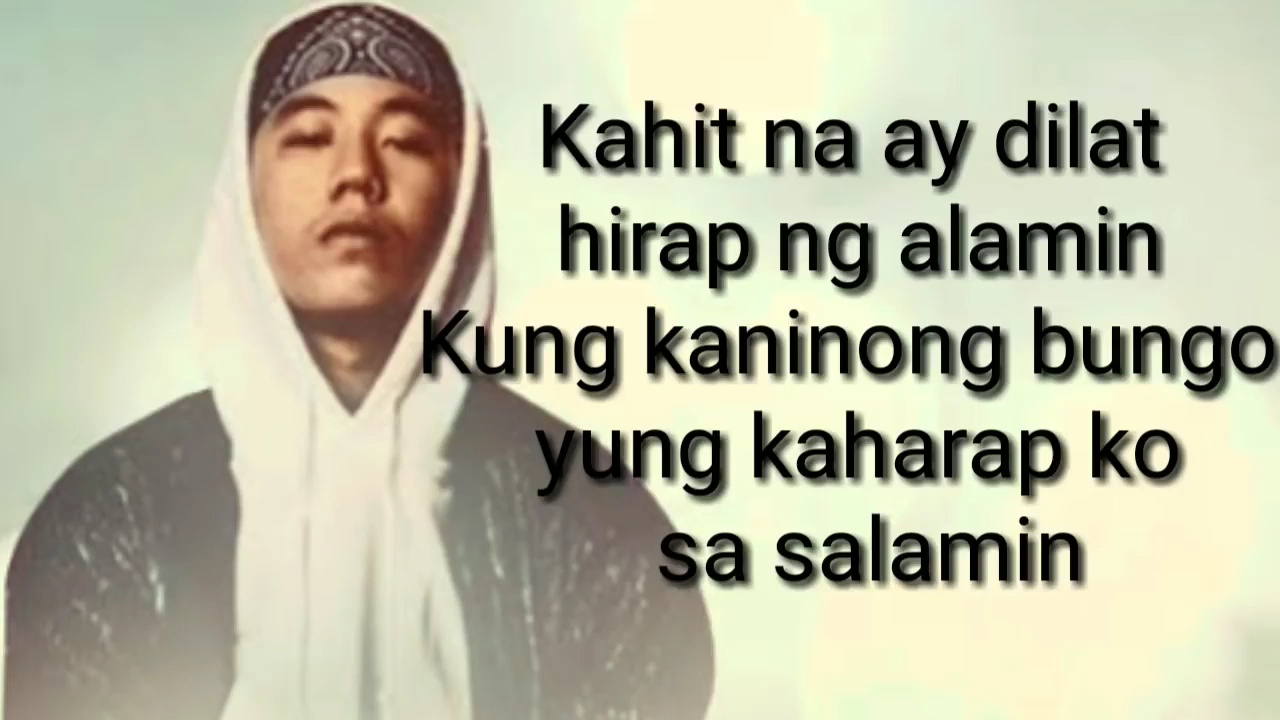 Kahit na ay dilat
hirap ng alamin
Kung kaninong bungo
yung kaharap ko
sa salamin